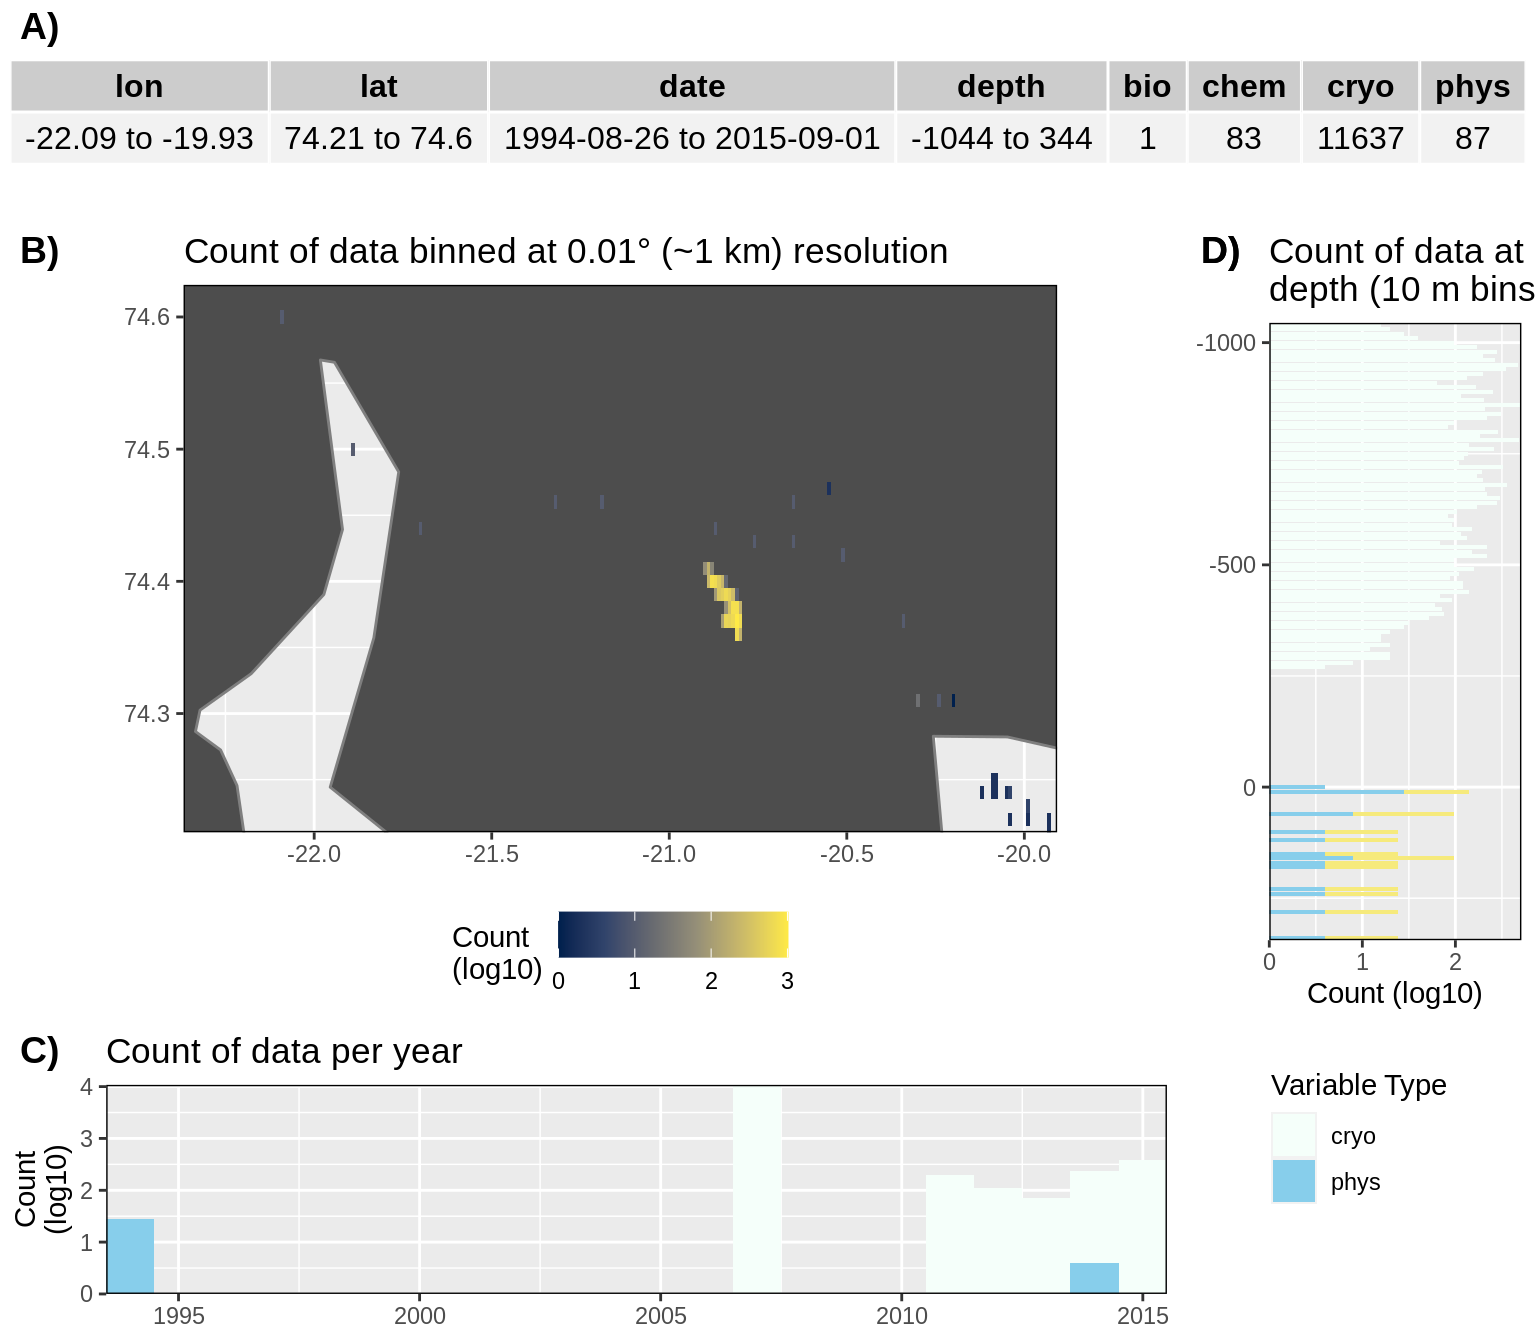 A)
lon lat date depth bio chem cryo phys
-22.09 to -19.93 74.21 to 74.6 1994-08-26 to 2015-09-01 -1044 to 344 1 83 11637 87
B)
Count of data binned at 0.01° (~1 km) resolution
74.6
74.5
74.4
74.3
-22.0 -21.5 -21.0 -20.5 -20.0
Count
(log10)
0 1 2 3
D)
Count of data at
depth (10 m bins
-1000
-500
0
0 1 2
Count (log10)
C)
Count of data per year
Count
(log10)
4
3
2
1
0
1995 2000 2005 2010 2015
Variable Type
cryo
phys